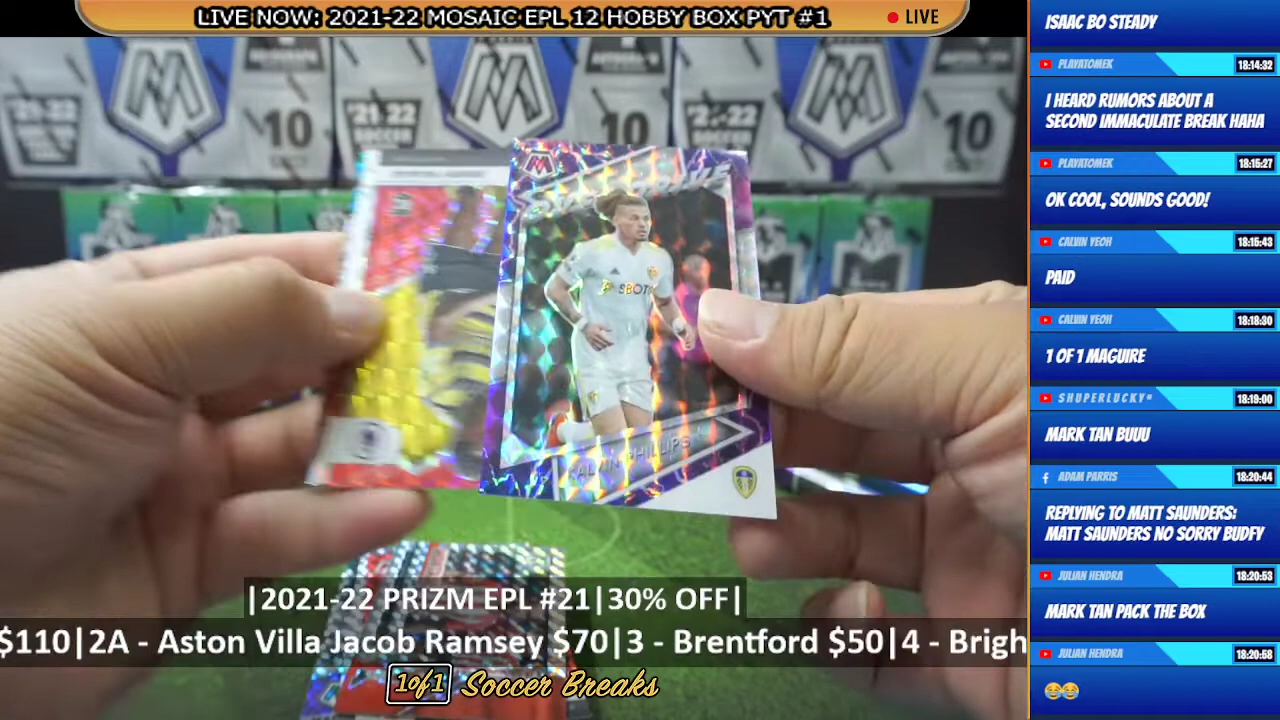 LIVE NOW: 2021-22 MOSAIC EPL 12 HOBBY BOX PYT #1
LIVE
'21-22
SOCCER
10
10
10
KALVIN PHILLIPS
|2021-22 PRIZM EPL #21|30% OFF|
$110|2A - Aston Villa Jacob Ramsey $70|3 - Brentford $50|4 - Brigh
1of1 Soccer Breaks
ISAAC BO STEADY
PLAYATOMEK 18:14:32
I HEARD RUMORS ABOUT A
SECOND IMMACULATE BREAK HAHA
PLAYATOMEK 18:15:27
OK COOL, SOUNDS GOOD!
CALVIN YEOH 18:15:43
PAID
CALVIN YEOH 18:18:30
1 OF 1 MAGUIRE
SHUPERLUCKY 18:19:00
MARK TAN BUUU
ADAM PARRIS 18:20:44
REPLYING TO MATT SAUNDERS:
MATT SAUNDERS NO SORRY BUDFY
JULIAN HENDRA 18:20:53
MARK TAN PACK THE BOX
JULIAN HENDRA 18:20:58